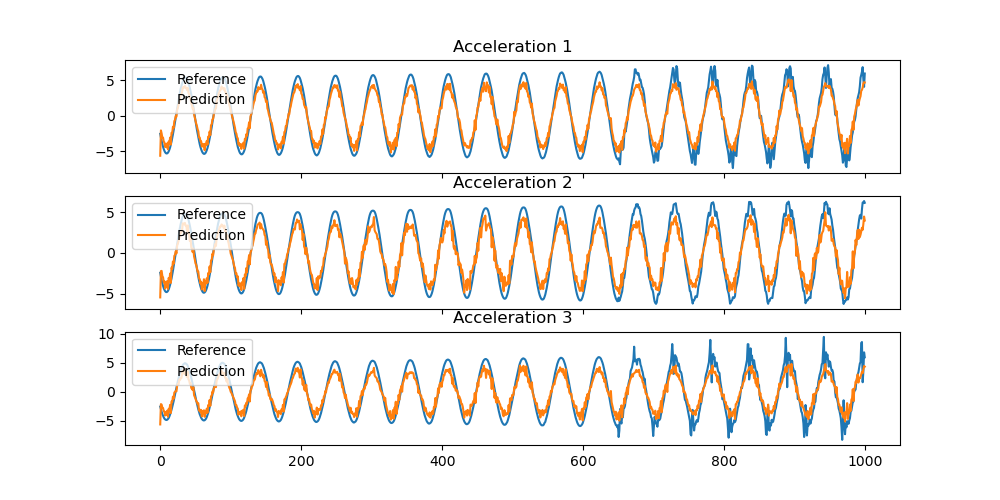 Acceleration 1
Reference
Prediction
5
0
−5
Acceleration 2
Reference
Prediction
5
0
−5
Acceleration 3
Reference
Prediction
10
5
0
−5
0 200 400 600 800 1000